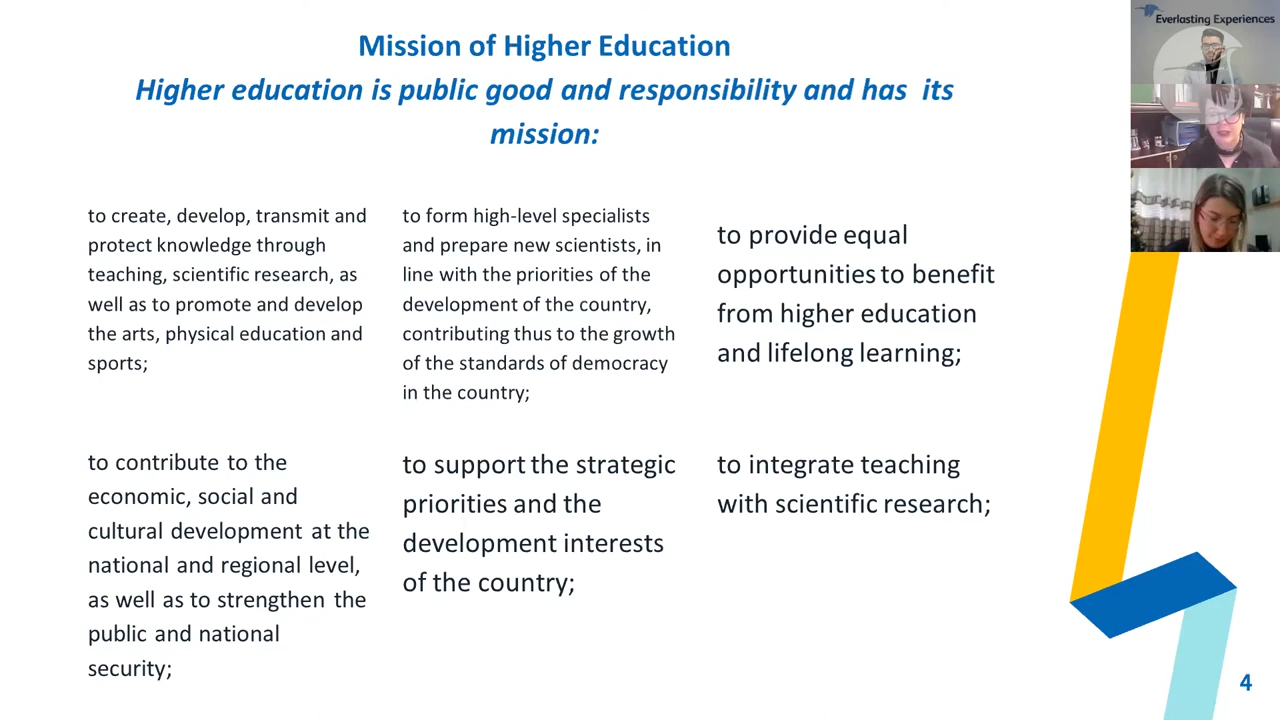 Mission of Higher Education
Higher education is public good and responsibility and has its
mission:
to create, develop, transmit and
protect knowledge through
teaching, scientific research, as
well as to promote and develop
the arts, physical education and
sports;
to form high-level specialists
and prepare new scientists, in
line with the priorities of the
development of the country,
contributing thus to the growth
of the standards of democracy
in the country;
to provide equal
opportunities to benefit
from higher education
and lifelong learning;
to contribute to the
economic, social and
cultural development at the
national and regional level,
as well as to strengthen the
public and national
security;
to support the strategic
priorities and the
development interests
of the country;
to integrate teaching
with scientific research;
Everlasting Experiences
4